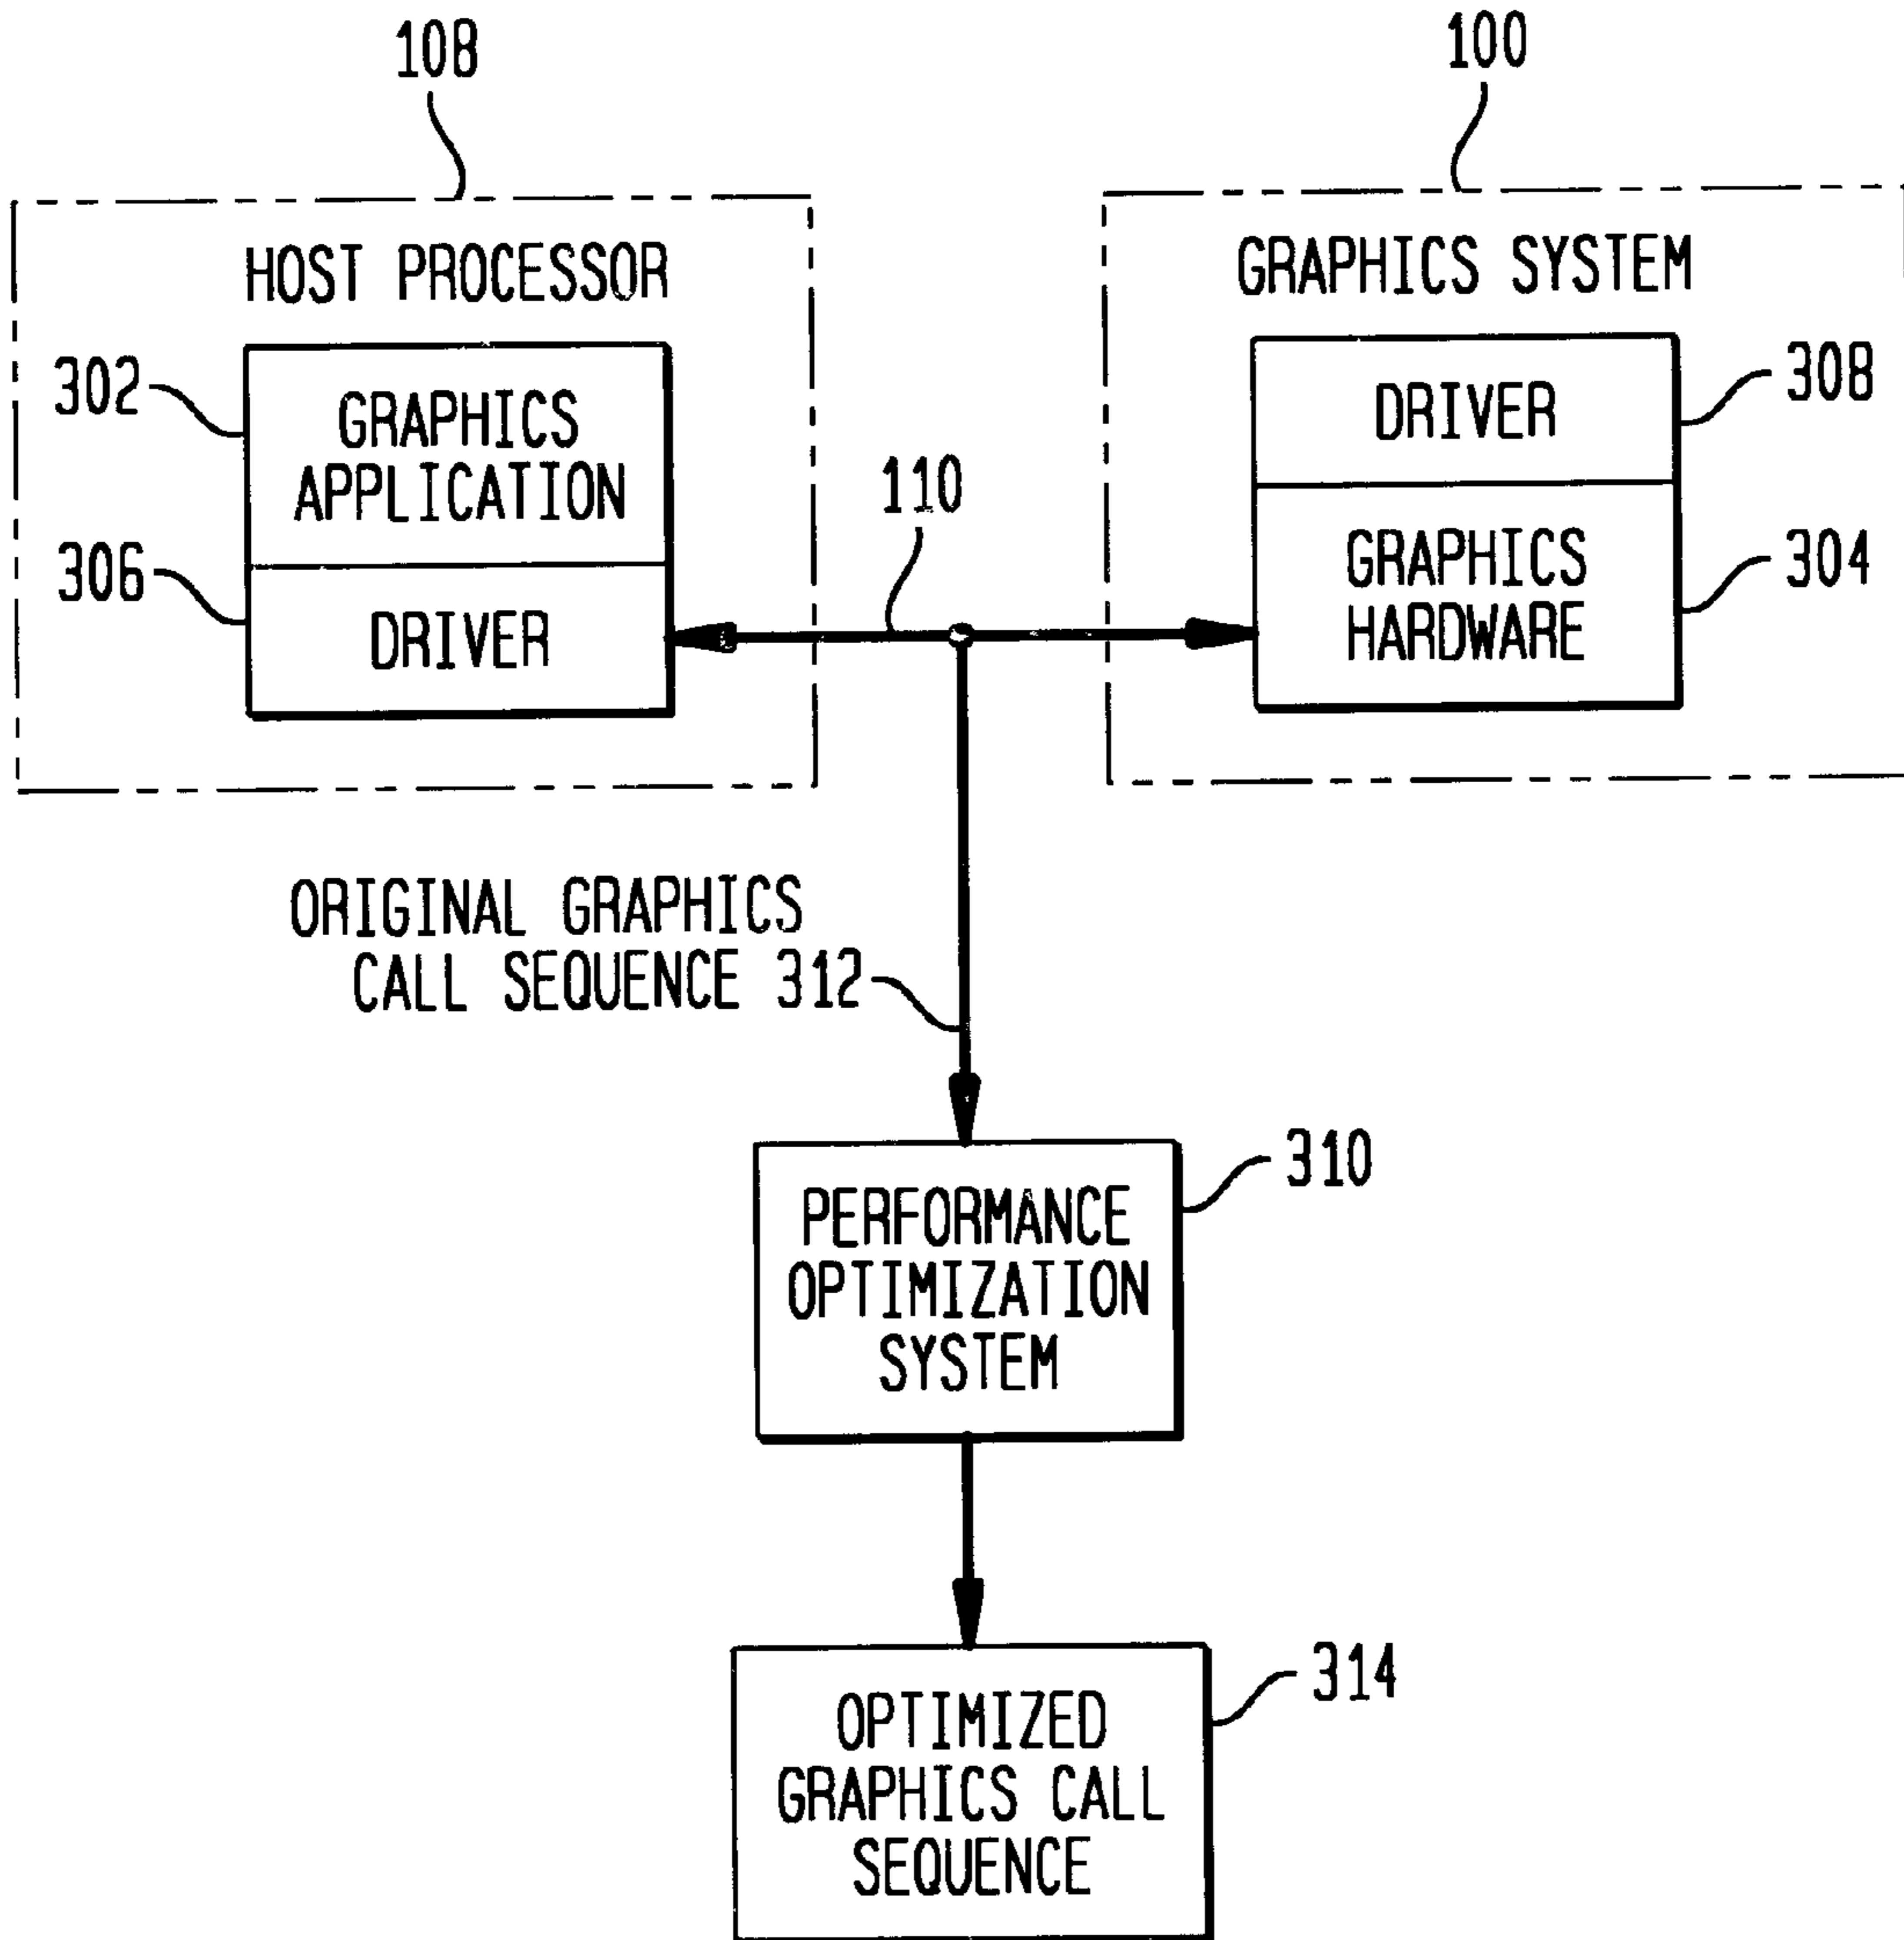 108
100
HOST PROCESSOR
GRAPHICS SYSTEM
302
GRAPHICS
APPLICATION
306
DRIVER
110
DRIVER
308
GRAPHICS
HARDWARE
304
ORIGINAL GRAPHICS
CALL SEQUENCE 312
310
PERFORMANCE
OPTIMIZATION
SYSTEM
314
OPTIMIZED
GRAPHICS CALL
SEQUENCE